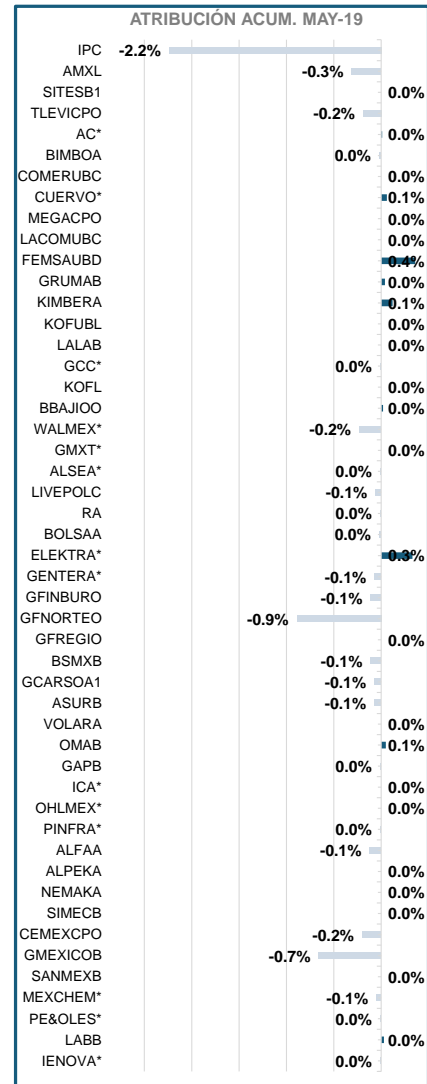 ATRIBUCIÓN ACUM. MAY-19
IPC -2.2%
AMXL -0.3%
SITESB1 0.0%
TLEVICPO -0.2%
AC* 0.0%
BIMBOA 0.0%
COMERUBC 0.0%
CUERVO* 0.1%
MEGACPO 0.0%
LACOMUBC 0.0%
FEMSAUBD 0.4%
GRUMAB 0.0%
KIMBERA 0.1%
KOFUBL 0.0%
LALAB 0.0%
GCC* 0.0%
KOFL 0.0%
BBAJIOO 0.0%
WALMEX* -0.2%
GMXT* 0.0%
ALSEA* 0.0%
LIVEPOLC -0.1%
RA 0.0%
BOLSAA 0.0%
ELEKTRA* 0.3%
GENTERA* -0.1%
GFINBURO -0.1%
GFNORTEO -0.9%
GFREGIO 0.0%
BSMXB -0.1%
GCARSOA1 -0.1%
ASURB -0.1%
VOLARA 0.0%
OMAB 0.1%
GAPB 0.0%
ICA* 0.0%
OHLMEX* 0.0%
PINFRA* 0.0%
ALFAA -0.1%
ALPEKA 0.0%
NEMAKA 0.0%
SIMECB 0.0%
CEMEXCPO -0.2%
GMEXICOB -0.7%
SANMEXB 0.0%
MEXCHEM* -0.1%
PE&OLES* 0.0%
LABB 0.0%
IENOVA* 0.0%